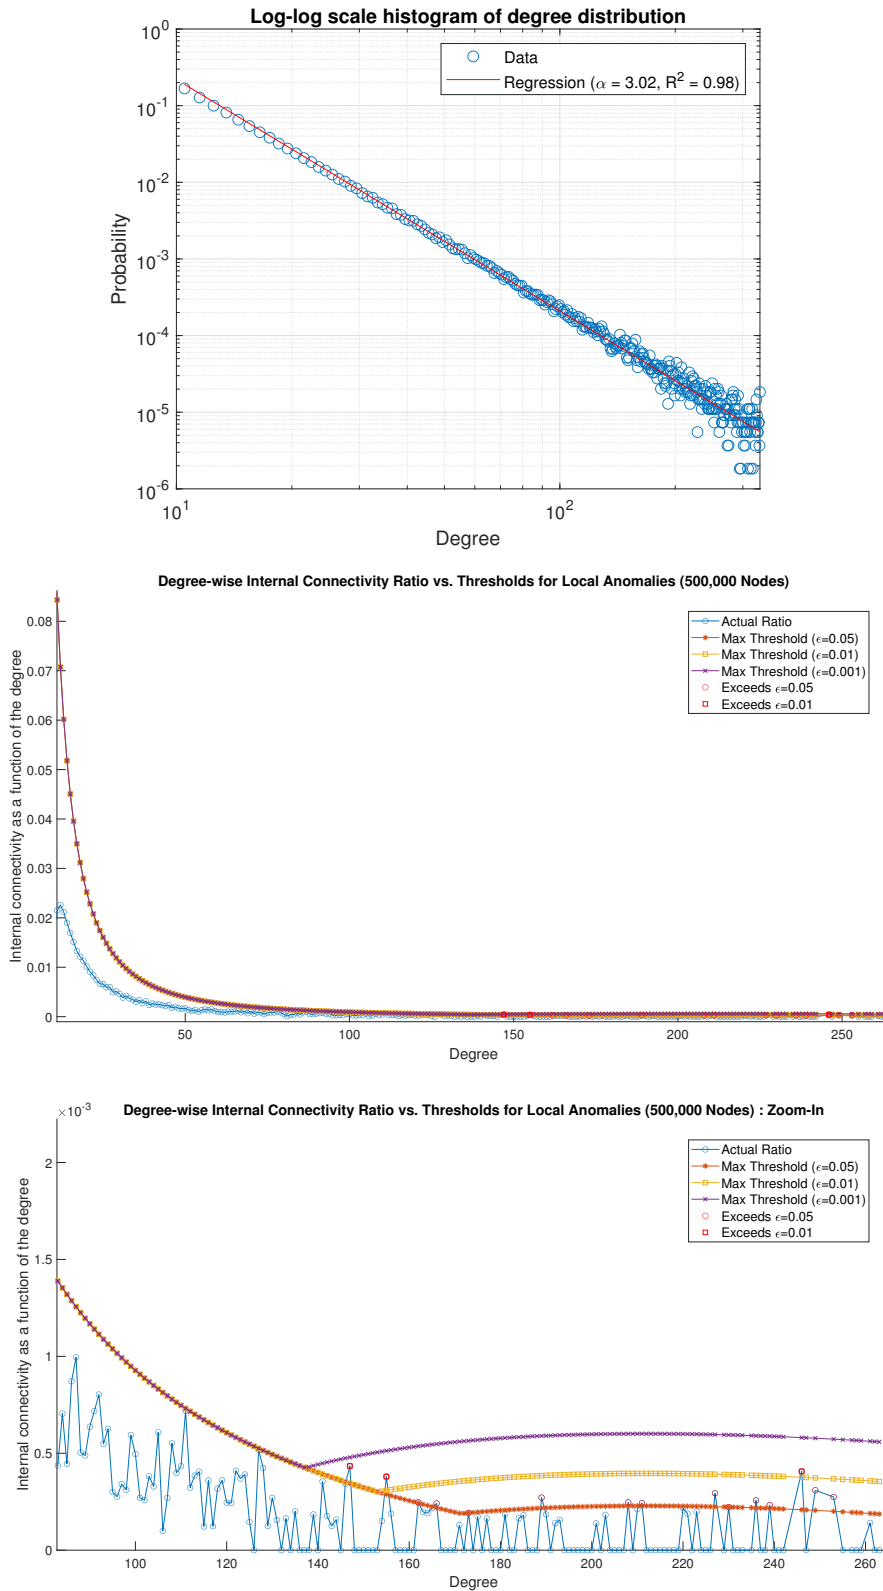 Log-log scale histogram of degree distribution
10^0
10^-1
10^-2
10^-3
10^-4
10^-5
10^-6
Probability
Data
Regression (α = 3.02, R^2 = 0.98)
10^1
10^2
Degree
Degree-wise Internal Connectivity Ratio vs. Thresholds for Local Anomalies (500,000 Nodes)
Internal connectivity as a function of the degree
0.08
0.07
0.06
0.05
0.04
0.03
0.02
0.01
0
Actual Ratio
Max Threshold (ϵ=0.05)
Max Threshold (ϵ=0.01)
Max Threshold (ϵ=0.001)
Exceeds ϵ=0.05
Exceeds ϵ=0.01
50
100
150
200
250
Degree
×10^-3
Degree-wise Internal Connectivity Ratio vs. Thresholds for Local Anomalies (500,000 Nodes) : Zoom-In
Internal connectivity as a function of the degree
2
1.5
1
0.5
0
Actual Ratio
Max Threshold (ϵ=0.05)
Max Threshold (ϵ=0.01)
Max Threshold (ϵ=0.001)
Exceeds ϵ=0.05
Exceeds ϵ=0.01
100
120
140
160
180
200
220
240
260
Degree